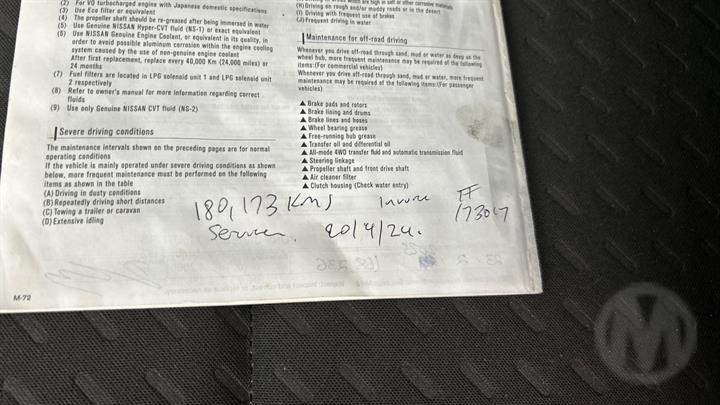 (2) For VQ turbocharged engine with Japanese domestic specifications
(3) Use Eco filter or equivalent
(4) The propeller shaft should be re-greased after being immersed in water
(5) Use Genuine NISSAN Hyper-CVT fluid (NS-1) or exact equivalent
(6) Use NISSAN Genuine Engine Coolant, or equivalent in its quality, in
order to avoid possible aluminum corrosion within the engine cooling
system caused by the use of non-genuine engine coolant
After first replacement, replace every 40,000 Km (24,000 miles) or
24 months
(7) Fuel filters are located in LPG solenoid unit 1 and LPG solenoid unit
2 respectively
(8) Refer to owner's manual for more information regarding correct
fluids
(9) Use only Genuine NISSAN CVT fluid (NS-2)
Severe driving conditions
The maintenance intervals shown on the preceding pages are for normal
operating conditions
If the vehicle is mainly operated under severe driving conditions as shown
below, more frequent maintenance must be performed on the following
items as shown in the table
(A) Driving in dusty conditions
(B) Repeatedly driving short distances
(C) Towing a trailer or caravan
(D) Extensive idling
M-72
which are high in salt or other corrosive materials
(H) Driving on rough and/or muddy roads or in the desert
(I) Driving with frequent use of brakes
(J) Frequent driving in water
Maintenance for off-road driving
Whenever you drive off-road through sand, mud or water as deep as the
wheel hub, more frequent maintenance may be required of the following
items:(For commercial vehicles)
Whenever you drive off-road through sand, mud or water, more frequent
maintenance may be required of the following items:(For passenger
vehicles)
▲ Brake pads and rotors
▲ Brake lining and drums
▲ Brake lines and hoses
▲ Wheel bearing grease
▲ Free-running hub grease
▲ Transfer oil and differential oil
▲ All-mode 4WD transfer fluid and automatic transmission fluid
▲ Steering linkage
▲ Propeller shaft and front drive shaft
▲ Air cleaner filter
▲ Clutch housing (Check water entry)
180,173 Kms
20/4/24.
M